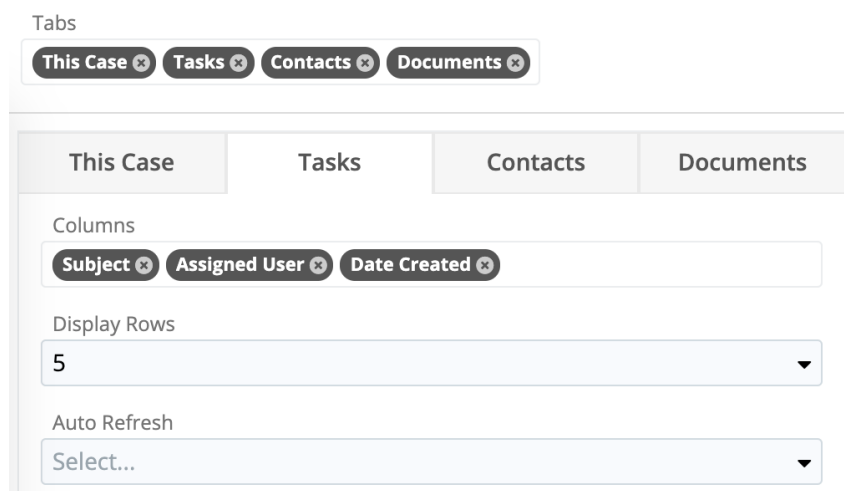 Tabs
This Case Tasks Contacts Documents
This Case Tasks Contacts Documents
Columns
Subject Assigned User Date Created
Display Rows
5
Auto Refresh
Select...